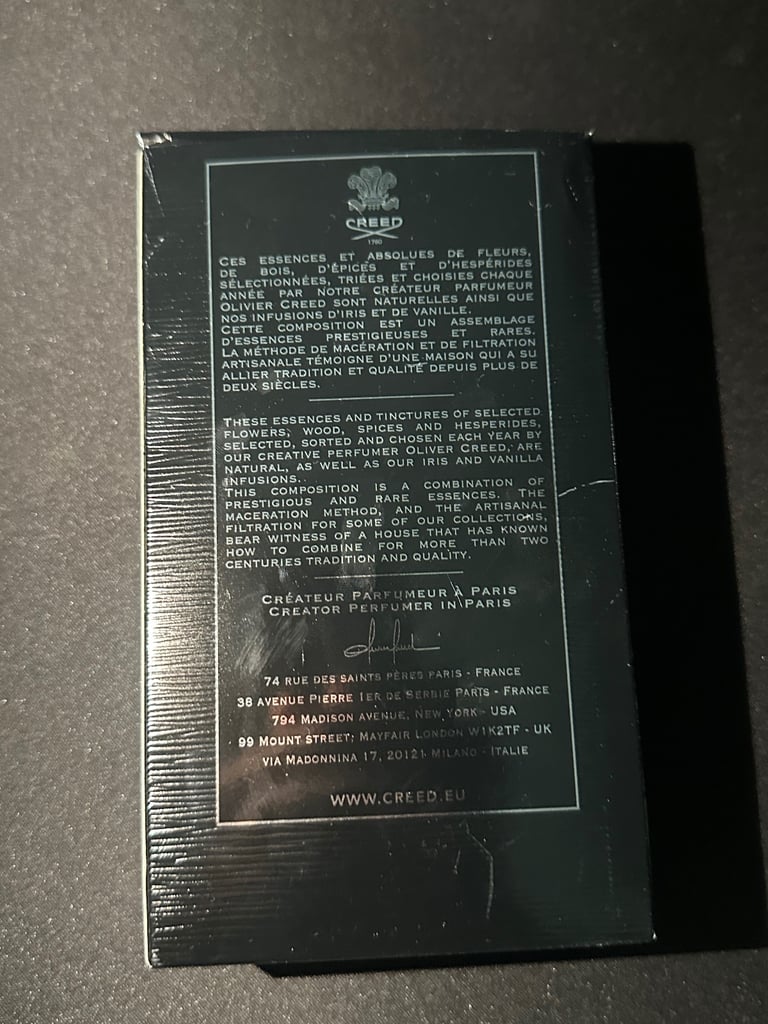 CREED
1760
CES ESSENCES ET ABSOLUES DE FLEURS,
DE BOIS, D'ÉPICES ET D'HESPÉRIDES
SÉLECTIONNÉES, TRIÉES ET CHOISIES CHAQUE
ANNÉE PAR NOTRE CRÉATEUR PARFUMEUR
OLIVIER CREED SONT NATURELLES AINSI QUE
NOS INFUSIONS D'IRIS ET DE VANILLE.
CETTE COMPOSITION EST UN ASSEMBLAGE
D'ESSENCES PRESTIGIEUSES ET RARES.
LA MÉTHODE DE MACÉRATION ET DE FILTRATION
ARTISANALE TÉMOIGNE D'UNE MAISON QUI A SU
ALLIER TRADITION ET QUALITÉ DEPUIS PLUS DE
DEUX SIÈCLES.
THESE ESSENCES AND TINCTURES OF SELECTED
FLOWERS, WOOD, SPICES AND HESPERIDES,
SELECTED, SORTED AND CHOSEN EACH YEAR BY
OUR CREATIVE PERFUMER OLIVER CREED, ARE
NATURAL, AS WELL AS OUR IRIS AND VANILLA
INFUSIONS.
THIS COMPOSITION IS A COMBINATION OF
PRESTIGIOUS AND RARE ESSENCES. THE
MACERATION METHOD, AND THE ARTISANAL
FILTRATION FOR SOME OF OUR COLLECTIONS,
BEAR WITNESS OF A HOUSE THAT HAS KNOWN
HOW TO COMBINE FOR MORE THAN TWO
CENTURIES TRADITION AND QUALITY.
CRÉATEUR PARFUMEUR À PARIS
CREATOR PERFUMER IN PARIS
74 RUE DES SAINTS PÈRES PARIS - FRANCE
38 AVENUE PIERRE 1ER DE SERBIE PARIS - FRANCE
794 MADISON AVENUE, NEW YORK - USA
99 MOUNT STREET, MAYFAIR LONDON W1K2TF - UK
VIA MADONNINA 17, 20121 MILANO - ITALIE
WWW.CREED.EU